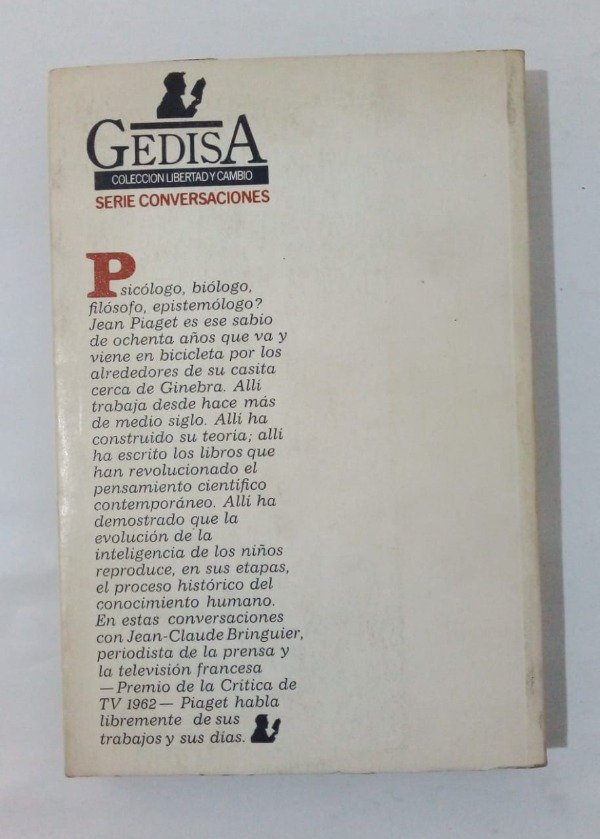 GEDISA
COLECCION LIBERTAD Y CAMBIO
SERIE CONVERSACIONES
Psicólogo, biólogo,
filósofo, epistemólogo?
Jean Piaget es ese sabio
de ochenta años que va y
viene en bicicleta por los
alrededores de su casita
cerca de Ginebra. Allí
trabaja desde hace más
de medio siglo. Allí ha
construido su teoría; allí
ha escrito los libros que
han revolucionado el
pensamiento científico
contemporáneo. Allí ha
demostrado que la
evolución de la
inteligencia de los niños
reproduce, en sus etapas,
el proceso histórico del
conocimiento humano.
En estas conversaciones
con Jean-Claude Bringuier,
periodista de la prensa y
la televisión francesa
—Premio de la Crítica de
TV 1962— Piaget habla
libremente de sus
trabajos y sus días.